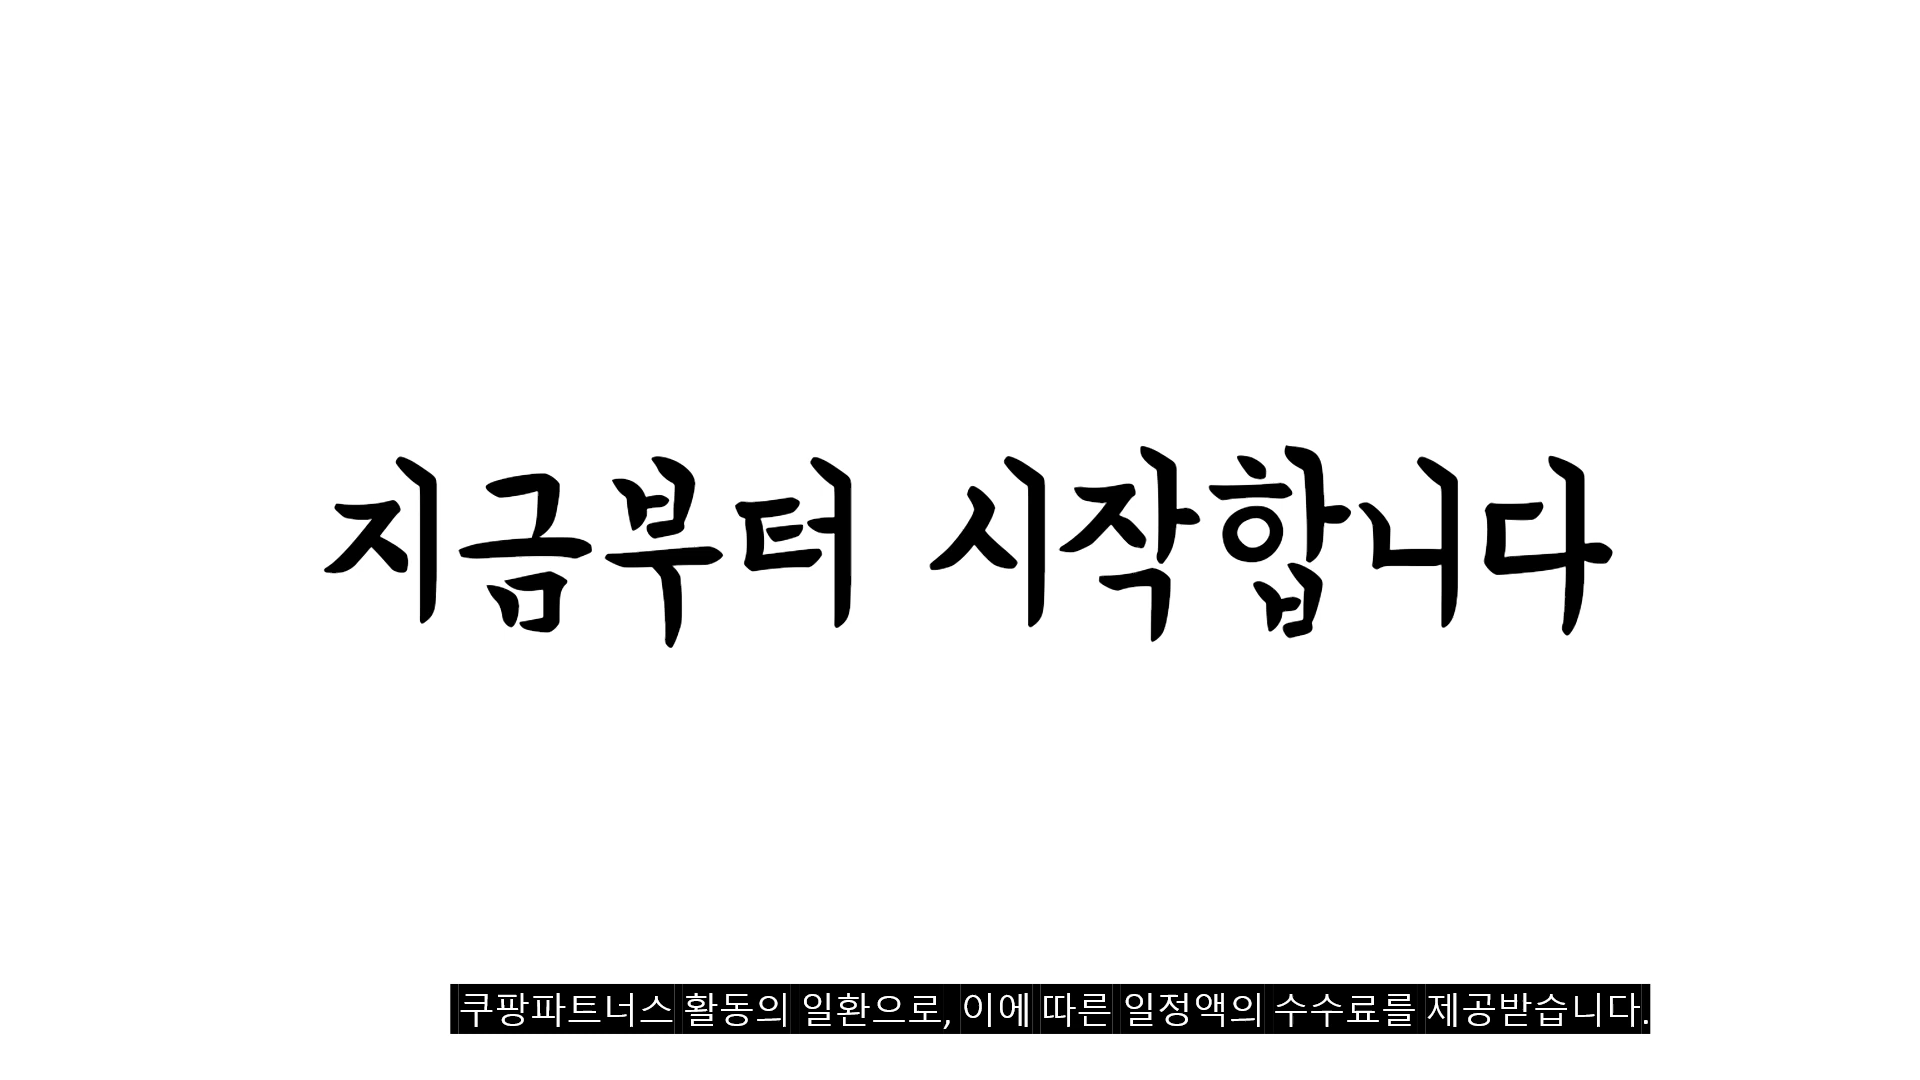 지금부터 시작합니다
쿠팡파트너스 활동의 일환으로, 이에 따른 일정액의 수수료를 제공받습니다.